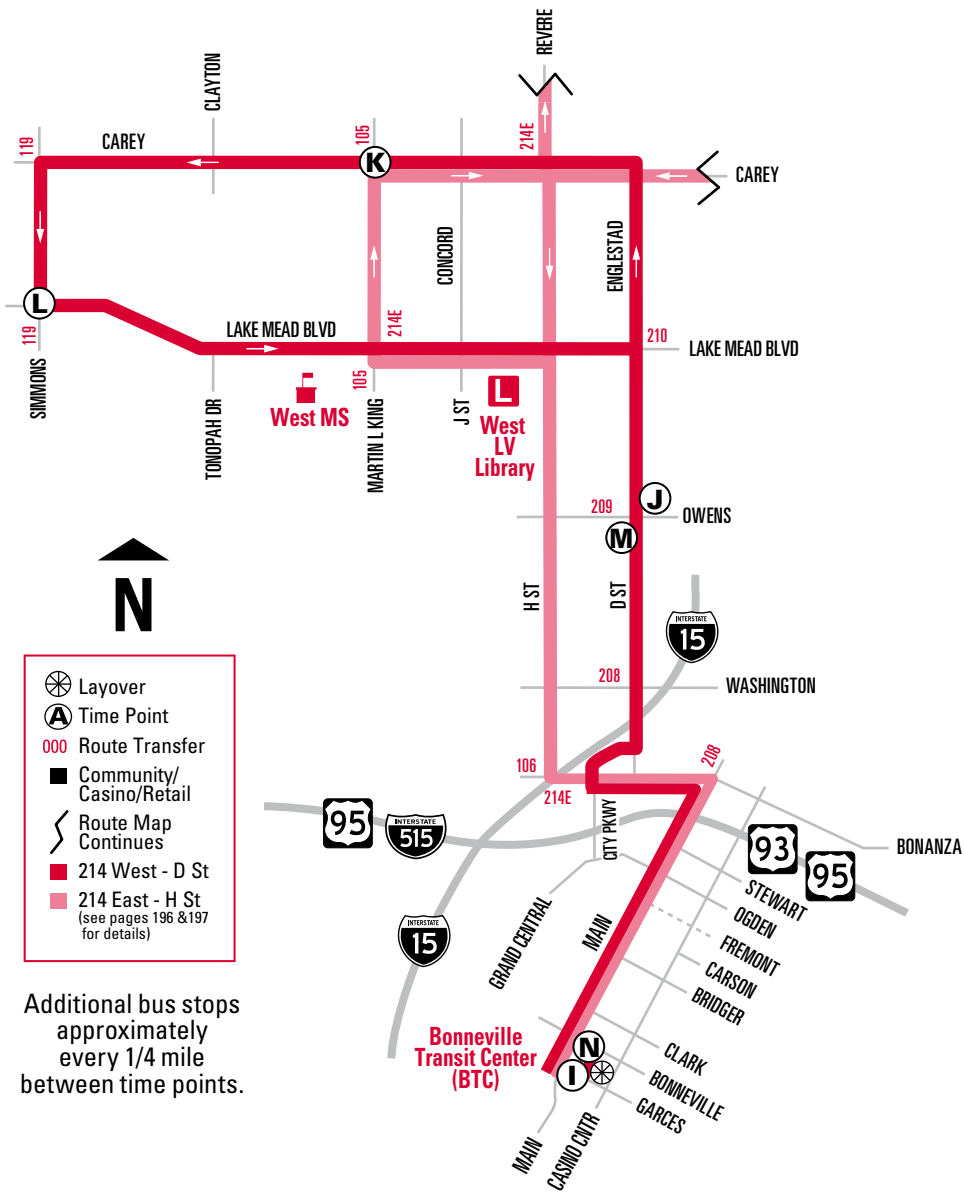 REVERE
CLAYTON
119
CAREY
105
214E
K
CAREY
CONCORD
ENGLESTAD
L
119
LAKE MEAD BLVD
214E
210
LAKE MEAD BLVD
SIMMONS
TONOPAH DR
West MS
105
MARTIN L KING
J ST
L
West
LV
Library
J
209
OWENS
M
N
H ST
D ST
INTERSTATE
15
208
WASHINGTON
Layover
A Time Point
000 Route Transfer
Community/
Casino/Retail
Route Map
Continues
214 West - D St
214 East - H St
(see pages 196 &197
for details)
106
214E
208
95
INTERSTATE
515
CITY PKWY
93
95
BONANZA
INTERSTATE
15
GRAND CENTRAL
MAIN
STEWART
OGDEN
FREMONT
CARSON
BRIDGER
Additional bus stops
approximately
every 1/4 mile
between time points.
Bonneville
Transit Center
(BTC)
N
I
CLARK
BONNEVILLE
GARCES
MAIN
CASINO CNTR